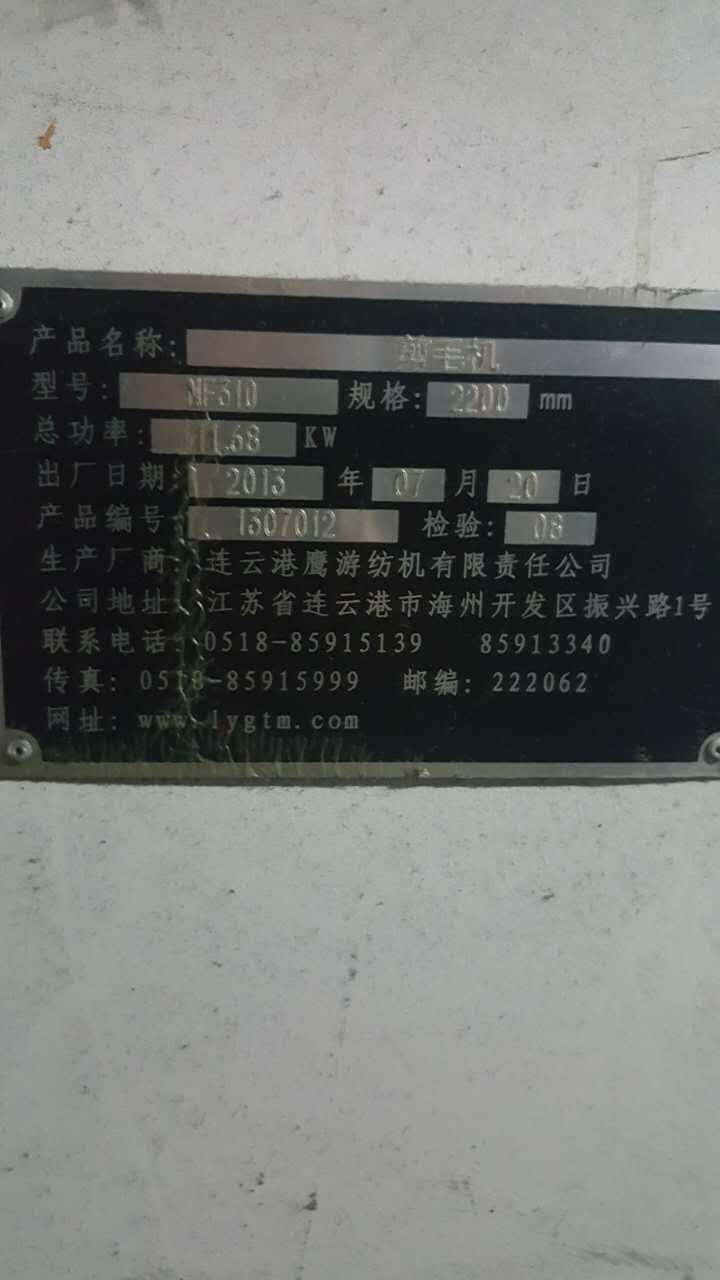 产品名称: 剪毛机
型号: MF310 规格: 2200 mm
总功率: 11.68 KW
出厂日期: 2013 年 07 月 20 日
产品编号: 1307012 检验: 08
生产厂商: 连云港鹰游纺机有限责任公司
公司地址: 江苏省连云港市海州开发区振兴路1号
联系电话: 0518-85915139 85913340
传真: 0518-85915999 邮编: 222062
网址: www.lygtm.com